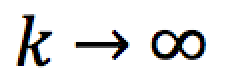 k → ∞